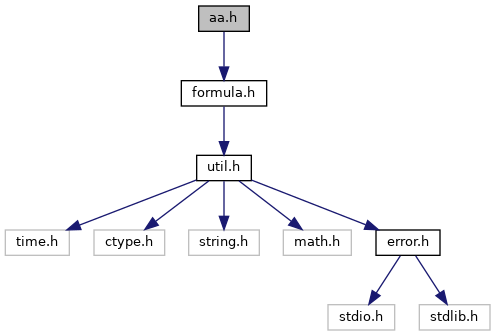 aa.h
formula.h
util.h
time.h
ctype.h
string.h
math.h
error.h
stdio.h
stdlib.h